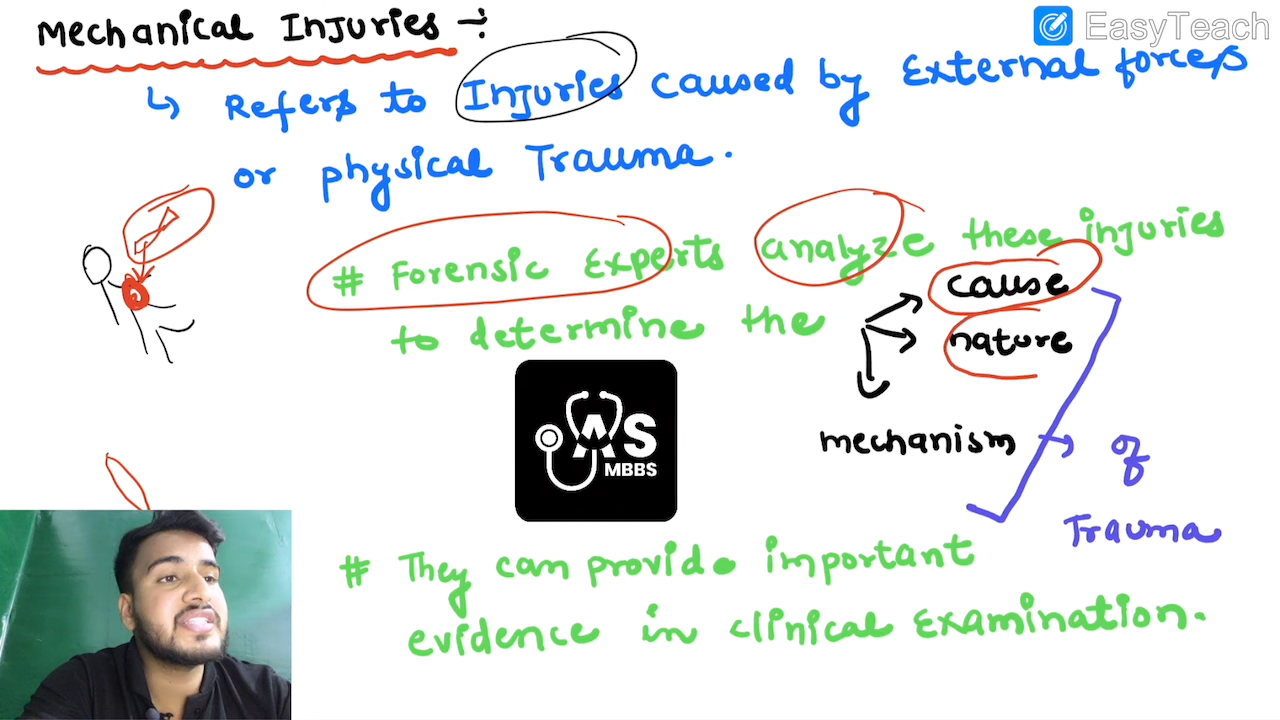 Mechanical Injuries -:
EasyTeach
↳ Refers to Injuries caused by External forces
or physical Trauma.
# Forensic Experts analyze these injuries
to determine the
cause
nature
mechanism → of
Trauma
AS
MBBS
# They can provide important
evidence in clinical Examination.